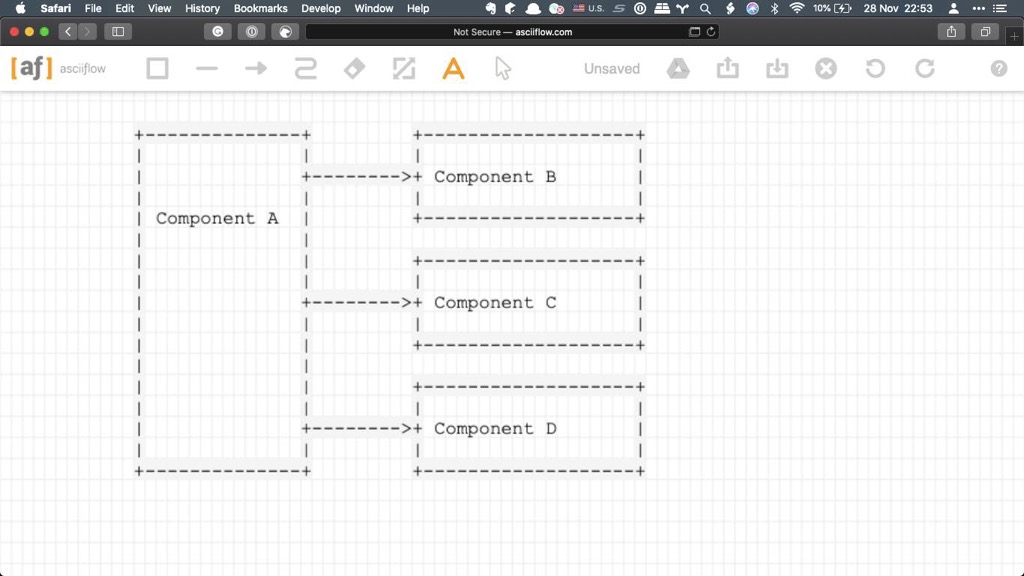 Safari File Edit View History Bookmarks Develop Window Help U.S. 10% 28 Nov 22:53
Not Secure — asciiflow.com
[af] asciiflow A Unsaved ?
+--------------+         +-------------------+
|              |         |                   |
|              +-------->+ Component B       |
|              |         |                   |
| Component A  |         +-------------------+
|              |
|              |         +-------------------+
|              |         |                   |
|              +-------->+ Component C       |
|              |         |                   |
|              |         +-------------------+
|              |
|              |         +-------------------+
|              |         |                   |
|              +-------->+ Component D       |
|              |         |                   |
+--------------+         +-------------------+